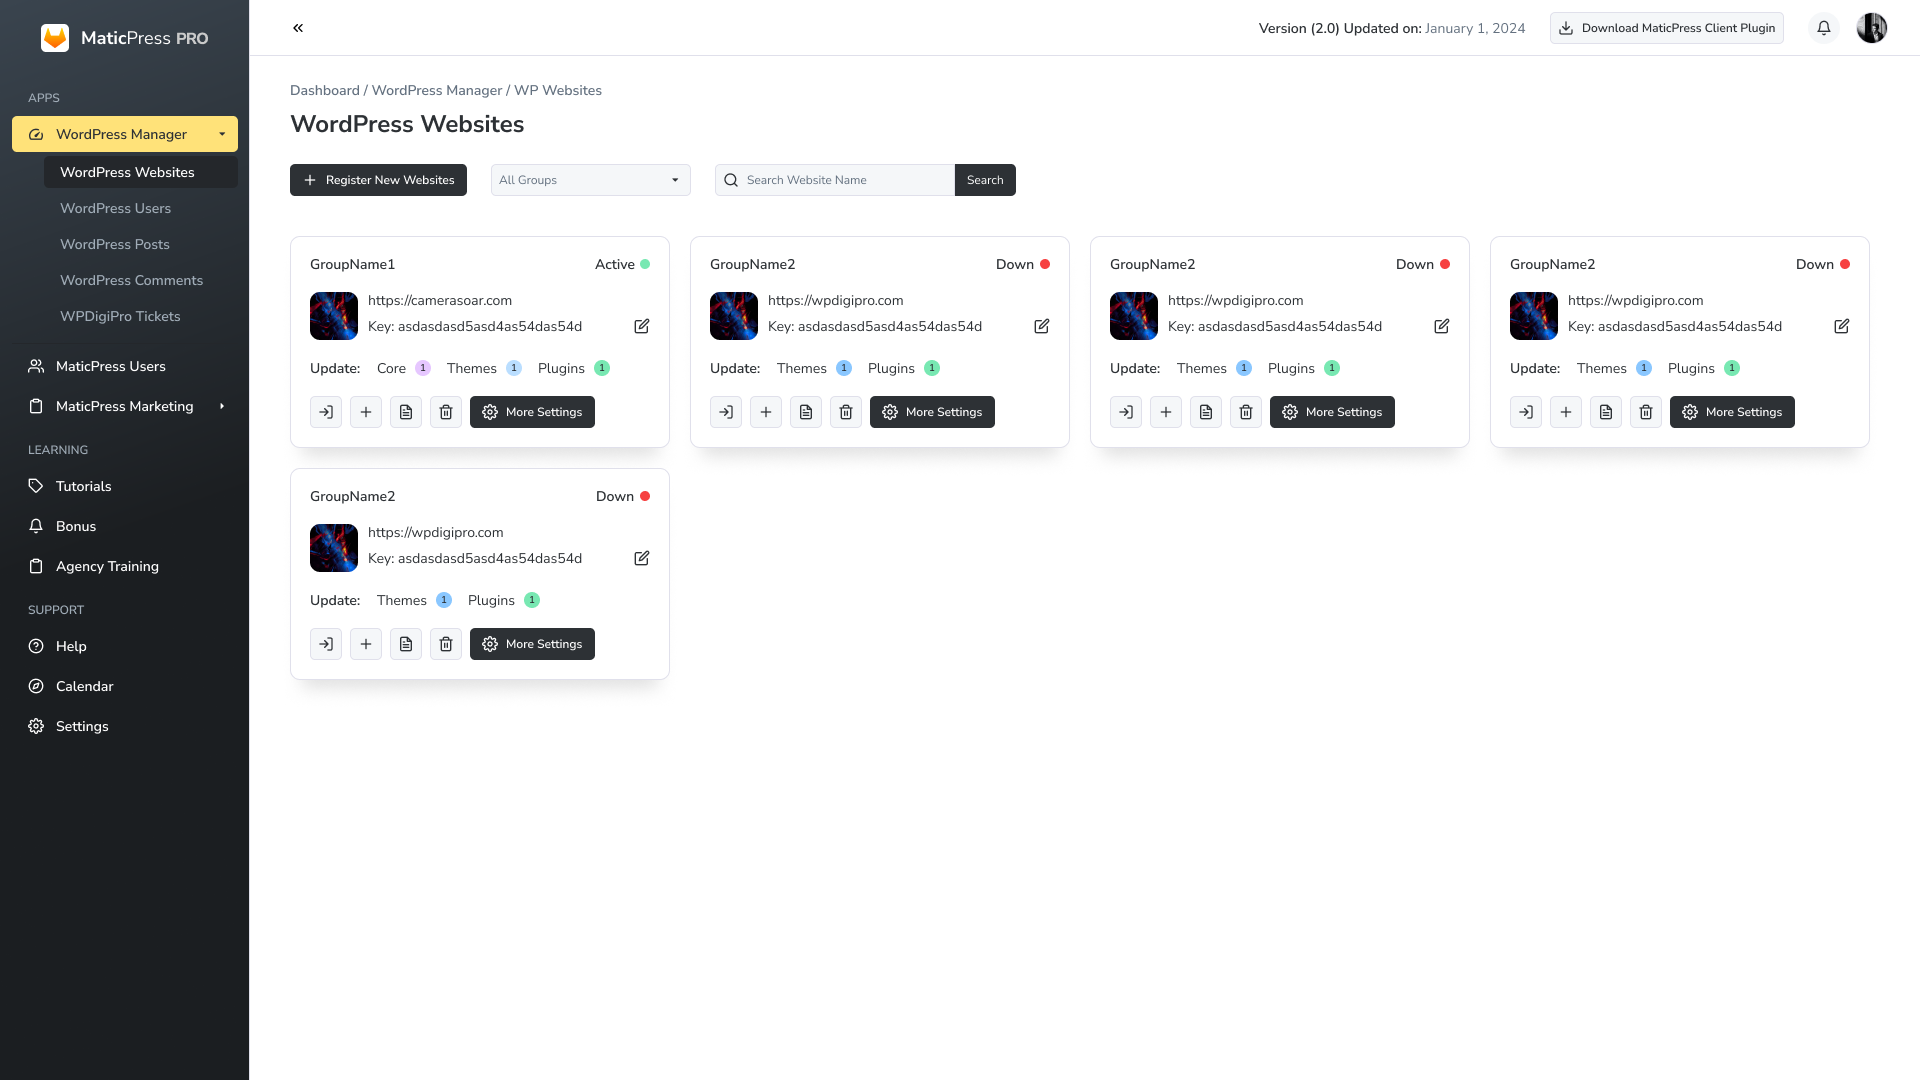 MaticPress PRO
APPS
WordPress Manager
WordPress Websites
WordPress Users
WordPress Posts
WordPress Comments
WPDigiPro Tickets
MaticPress Users
MaticPress Marketing
LEARNING
Tutorials
Bonus
Agency Training
SUPPORT
Help
Calendar
Settings
Version (2.0) Updated on: January 1, 2024
Download MaticPress Client Plugin
Dashboard / WordPress Manager / WP Websites
WordPress Websites
Register New Websites
All Groups
Search Website Name
Search
GroupName1 Active
https://camerasoar.com
Key: asdasdasd5asd4as54das54d
Update: Core 1 Themes 1 Plugins 1
More Settings
GroupName2 Down
https://wpdigipro.com
Key: asdasdasd5asd4as54das54d
Update: Themes 1 Plugins 1
More Settings
GroupName2 Down
https://wpdigipro.com
Key: asdasdasd5asd4as54das54d
Update: Themes 1 Plugins 1
More Settings
GroupName2 Down
https://wpdigipro.com
Key: asdasdasd5asd4as54das54d
Update: Themes 1 Plugins 1
More Settings
GroupName2 Down
https://wpdigipro.com
Key: asdasdasd5asd4as54das54d
Update: Themes 1 Plugins 1
More Settings